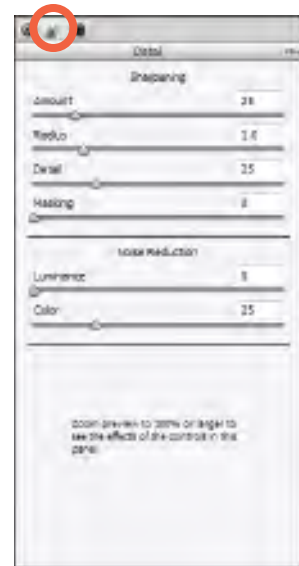 Detail
Sharpening
Amount 25
Radius 1.0
Detail 25
Masking 0
Noise Reduction
Luminance 0
Color 25
Zoom preview to 100% or larger to
see the effects of the controls in this
panel.